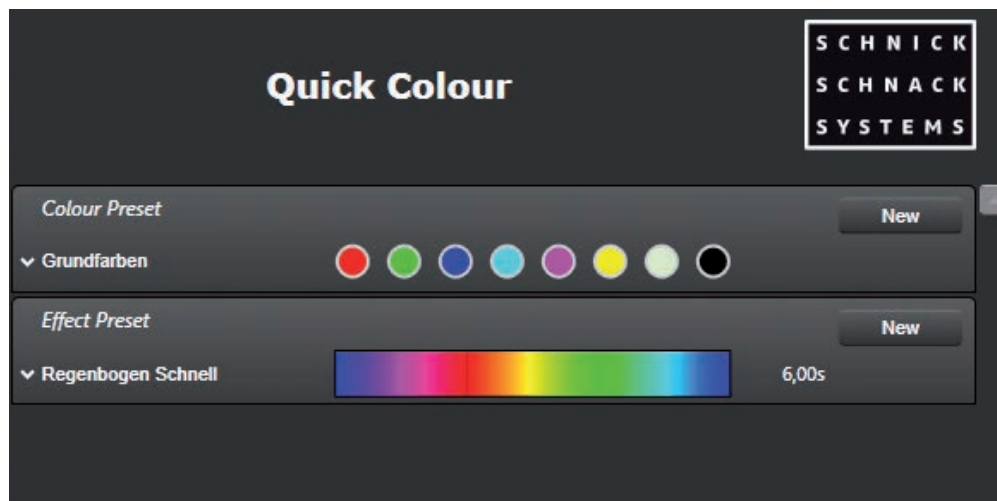 Quick Colour
SCHNICK
SCHNACK
SYSTEMS
Colour Preset
New
Grundfarben
Effect Preset
New
Regenbogen Schnell
6,00s